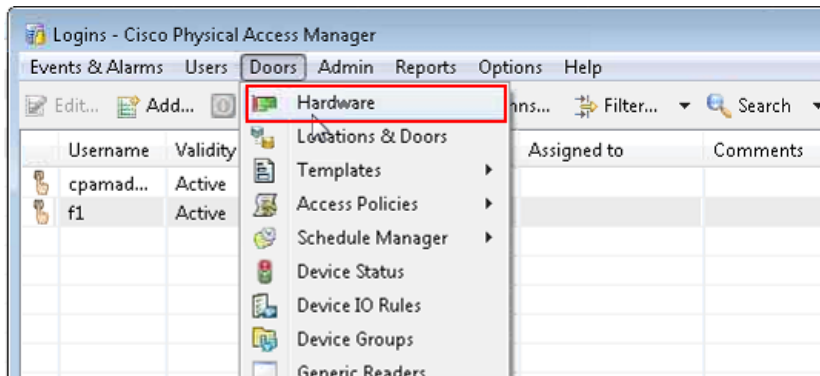 Logins - Cisco Physical Access Manager
Events & Alarms Users Doors Admin Reports Options Help
Edit... Add... Filter... Search
Username Validity Assigned to Comments
cpamad... Active
f1 Active
Hardware
Locations & Doors
Templates
Access Policies
Schedule Manager
Device Status
Device IO Rules
Device Groups
Generic Readers